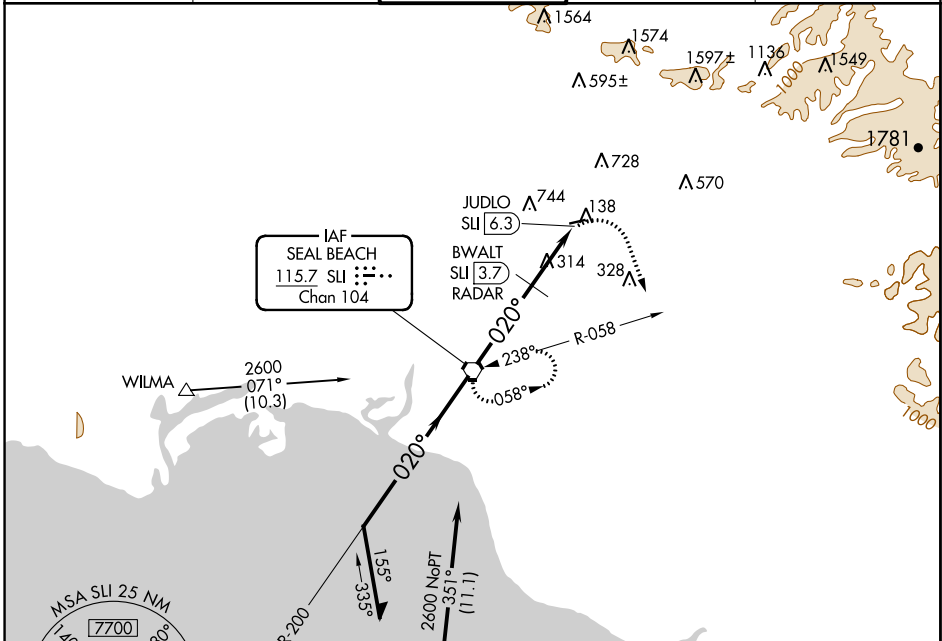 1564
1574
1597±
1136
1549
595±
1000
1781
728
570
744
JUDLO
SLI 6.3
138
IAF
SEAL BEACH
115.7 SLI
Chan 104
BWALT
SLI 3.7
RADAR
314
328
020°
R-058
238°
058°
WILMA
2600
071°
(10.3)
1000
020°
155°
335°
2600 NoPT
351°
(11.1)
R-200
MSA SLI 25 NM
7700